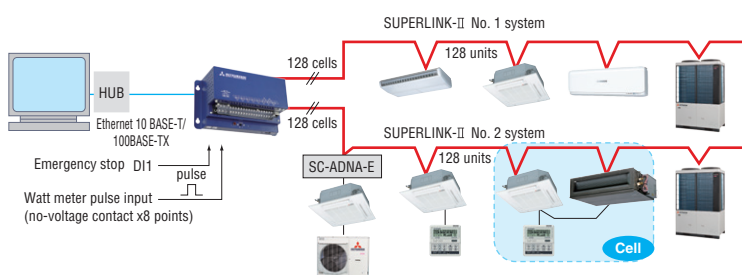 SUPERLINK-II No. 1 system
128 cells
128 units
HUB
Ethernet 10 BASE-T/
100BASE-TX
128 cells
SUPERLINK-II No. 2 system
128 units
Emergency stop DI1
pulse
SC-ADNA-E
Watt meter pulse input
(no-voltage contact x8 points)
Cell